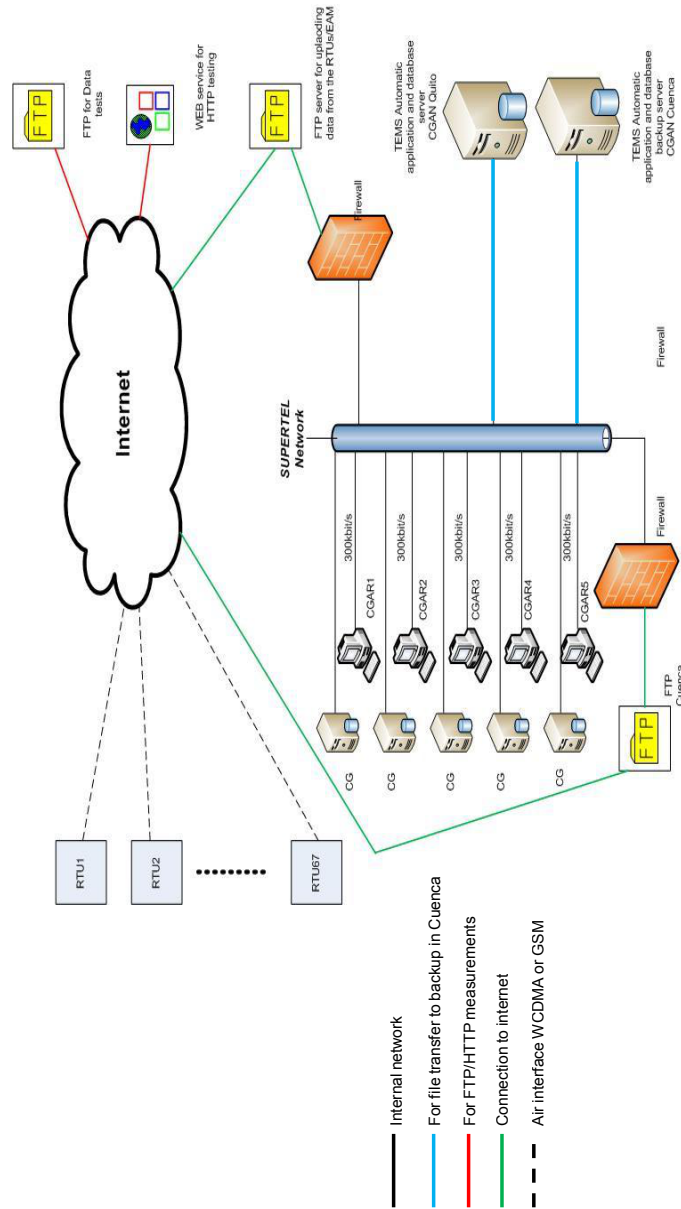 FTP
FTP for Data
tests
WEB service for
HTTP testing
FTP
FTP server for uplaoding
data from the RTUs/EAM
Internet
RTU1
RTU2
RTU67
Firewall
TEMS Automatic
application and database
server
CGAN Quito
TEMS Automatic
application and database
backup server
CGAN Cuenca
Firewall
SUPERTEL
Network
300kbit/s
300kbit/s
300kbit/s
300kbit/s
300kbit/s
CGAR1
CGAR2
CGAR3
CGAR4
CGAR5
CG
CG
CG
CG
CG
Firewall
FTP
FTP
Cuenca
Internal network
For file transfer to backup in Cuenca
For FTP/HTTP measurements
Connection to internet
Air interface WCDMA or GSM